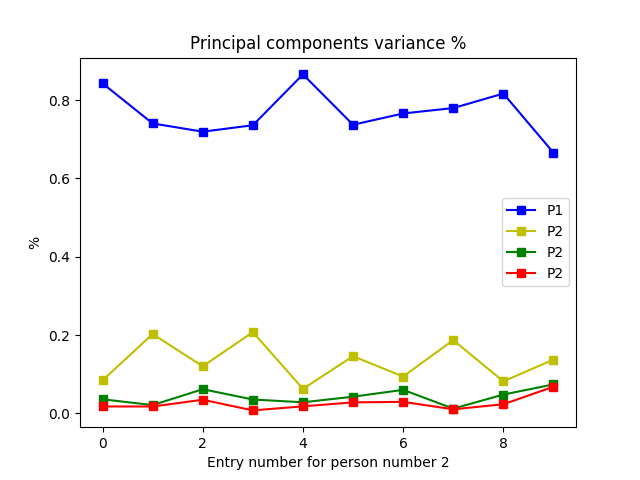 Principal components variance %
0.8
0.6
0.4
0.2
0.0
%
P1
P2
P2
P2
0 2 4 6 8
Entry number for person number 2